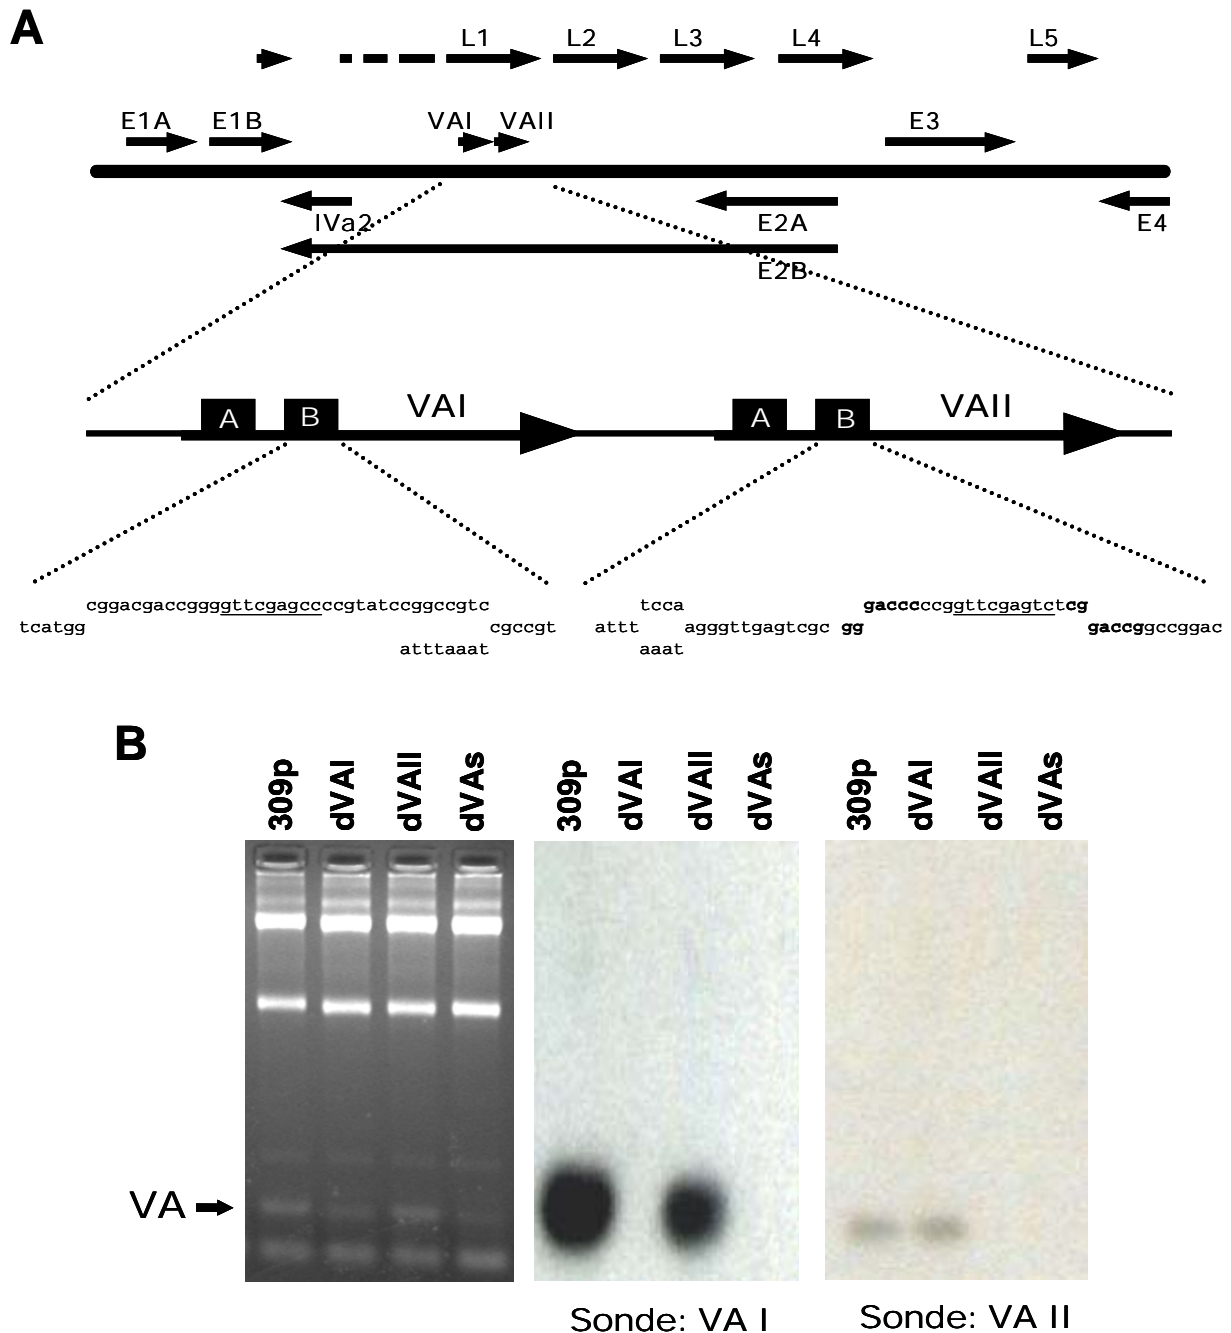 A
L1 L2 L3 L4 L5
E1A E1B VAI VAII E3
IVa2 E2A E4
E2B
A B VAI A B VAII
cggacgaccggggttcgagccccgtatccggccgtc tcca gaccccccggttcgagtctcg
tcatgg cgccgt attt agggttgagtcgc gg gaccggccggac
atttaaat aaat
B
309p dVAI dVAII dVAs 309p dVAI dVAII dVAs 309p dVAI dVAII dVAs
VA
Sonde: VA I Sonde: VA II